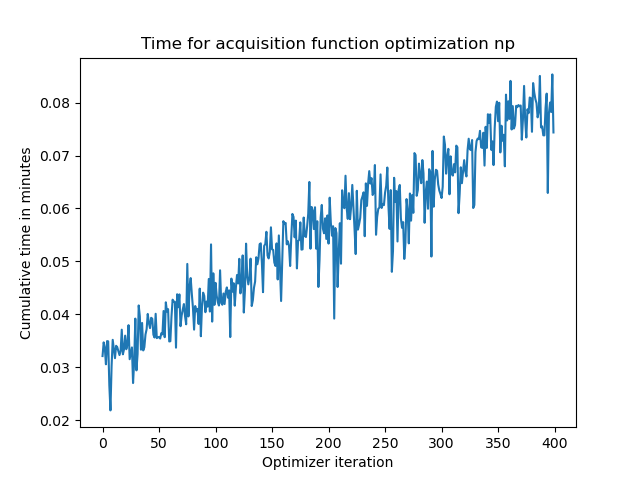 Time for acquisition function optimization np
Cumulative time in minutes
0.08
0.07
0.06
0.05
0.04
0.03
0.02
0 50 100 150 200 250 300 350 400
Optimizer iteration